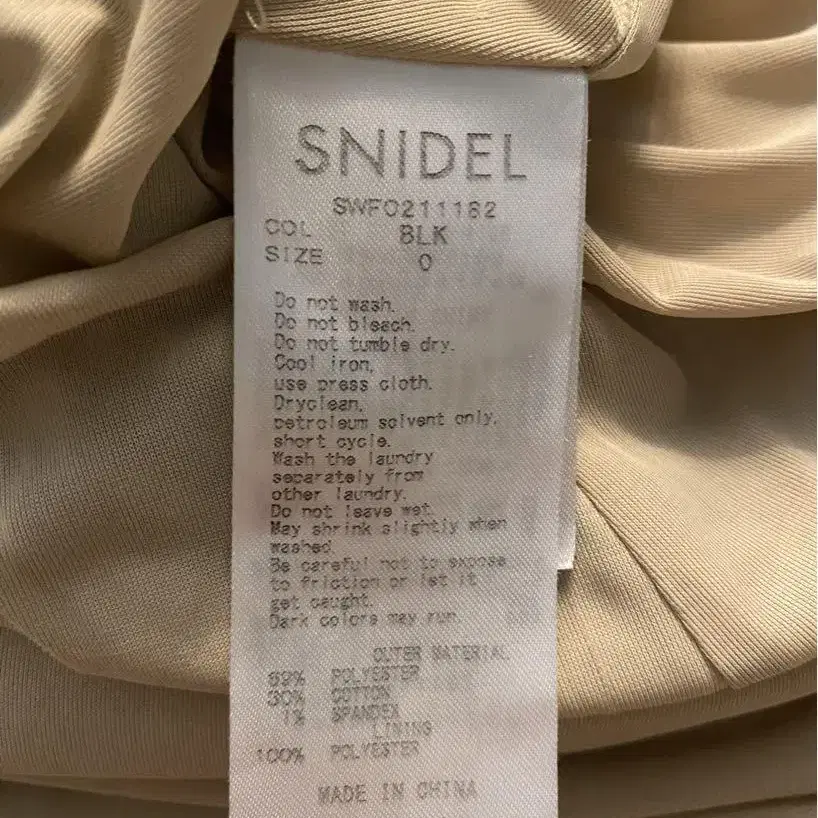 SNIDEL
SWFO211182
COL BLK
SIZE 0
Do not wash.
Do not bleach.
Do not tumble dry.
Cool iron,
use press cloth.
Dryclean,
petroleum solvent only,
short cycle.
Wash the laundry
separately from
other laundry.
Do not leave wet.
May shrink slightly when
washed.
Be careful not to expose
to friction or let it
get caught.
Dark colors may run.
OUTER MATERIAL
69% POLYESTER
30% COTTON
1% SPANDEX
LINING
100% POLYESTER
MADE IN CHINA